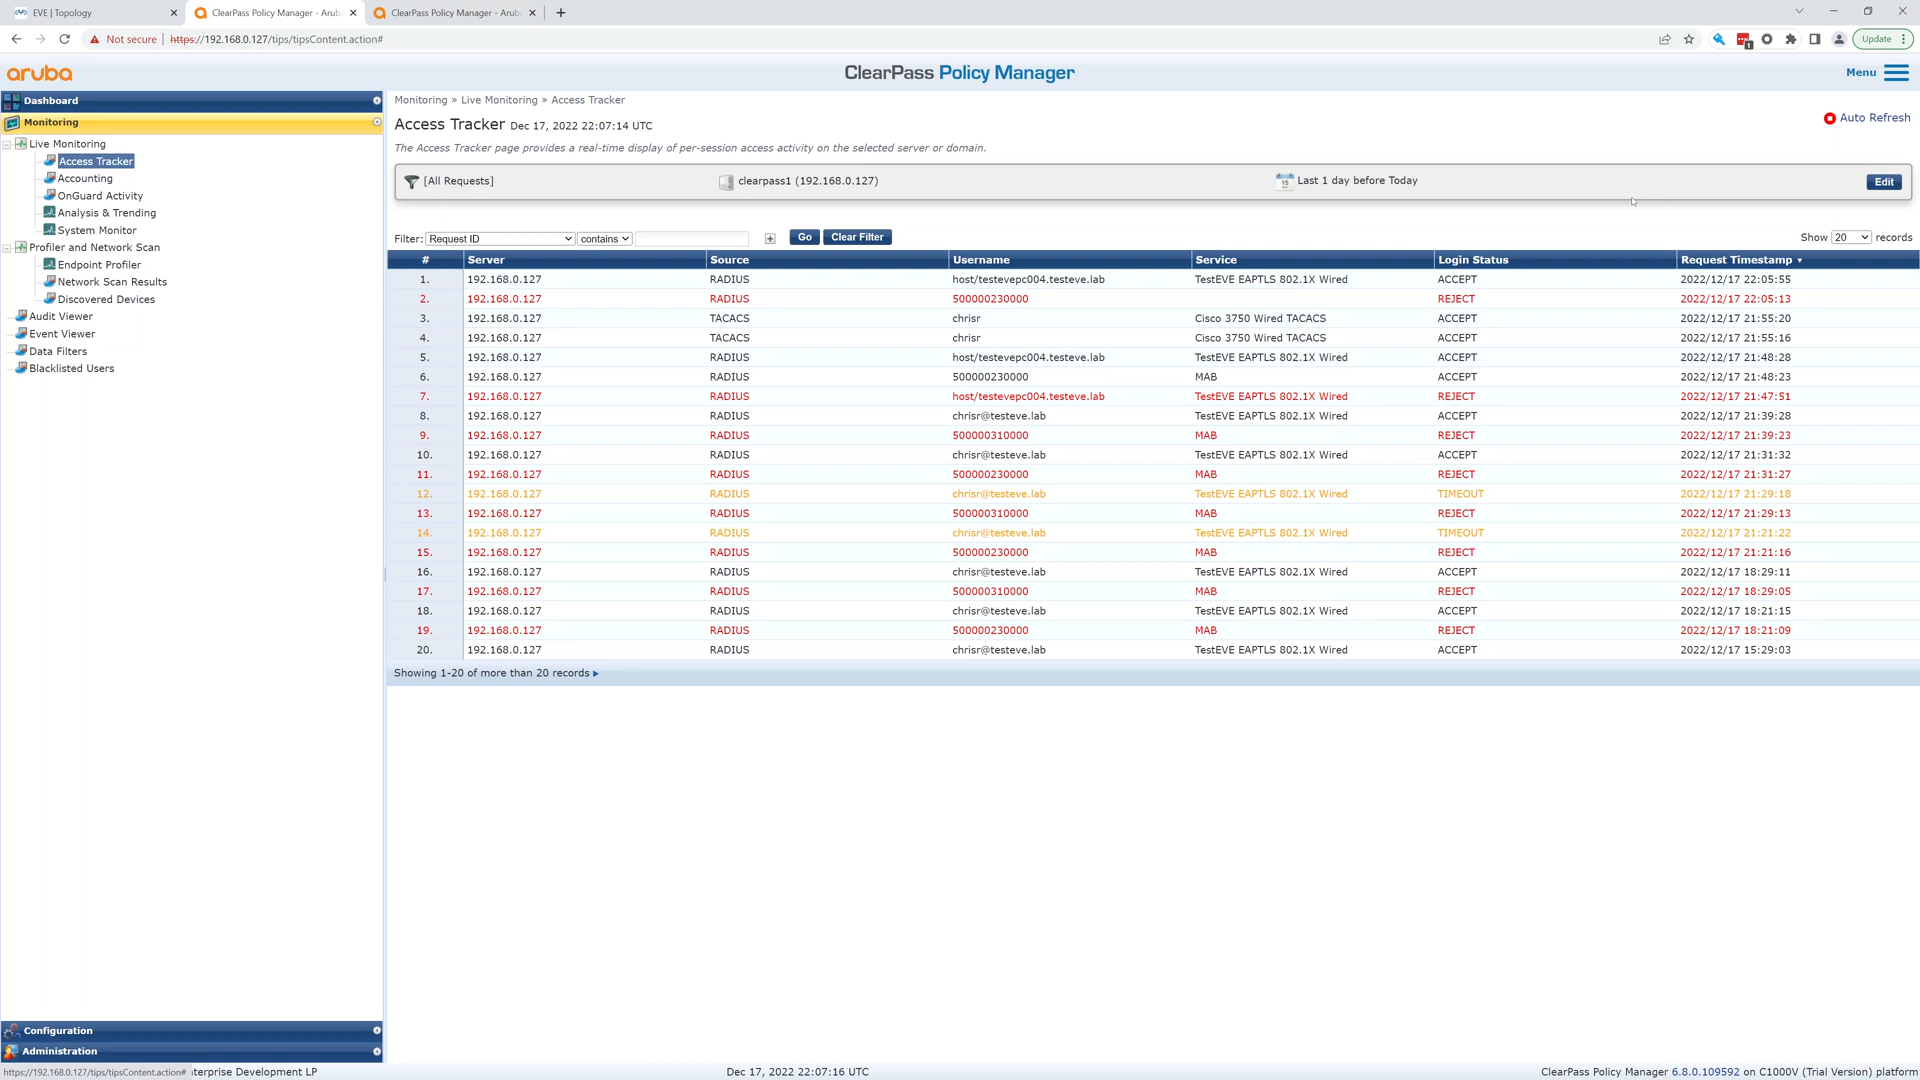 EVE | Topology
ClearPass Policy Manager - Arub
ClearPass Policy Manager - Arub
Not secure | https://192.168.0.127/tips/tipsContent.action#
1
Update
aruba
ClearPass Policy Manager
Menu
Dashboard
Monitoring
Live Monitoring
Access Tracker
Accounting
OnGuard Activity
Analysis & Trending
System Monitor
Profiler and Network Scan
Endpoint Profiler
Network Scan Results
Discovered Devices
Audit Viewer
Event Viewer
Data Filters
Blacklisted Users
Configuration
Administration
Monitoring » Live Monitoring » Access Tracker
Access Tracker Dec 17, 2022 22:07:14 UTC
Auto Refresh
The Access Tracker page provides a real-time display of per-session access activity on the selected server or domain.
[All Requests] clearpass1 (192.168.0.127) 15 Last 1 day before Today Edit
Filter: Request ID contains Go Clear Filter Show 20 records
# Server Source Username Service Login Status Request Timestamp
1. 192.168.0.127 RADIUS host/testevepc004.testeve.lab TestEVE EAPTLS 802.1X Wired ACCEPT 2022/12/17 22:05:55
2. 192.168.0.127 RADIUS 500000230000 REJECT 2022/12/17 22:05:13
3. 192.168.0.127 TACACS chrisr Cisco 3750 Wired TACACS ACCEPT 2022/12/17 21:55:20
4. 192.168.0.127 TACACS chrisr Cisco 3750 Wired TACACS ACCEPT 2022/12/17 21:55:16
5. 192.168.0.127 RADIUS host/testevepc004.testeve.lab TestEVE EAPTLS 802.1X Wired ACCEPT 2022/12/17 21:48:28
6. 192.168.0.127 RADIUS 500000230000 MAB ACCEPT 2022/12/17 21:48:23
7. 192.168.0.127 RADIUS host/testevepc004.testeve.lab TestEVE EAPTLS 802.1X Wired REJECT 2022/12/17 21:47:51
8. 192.168.0.127 RADIUS chrisr@testeve.lab TestEVE EAPTLS 802.1X Wired ACCEPT 2022/12/17 21:39:28
9. 192.168.0.127 RADIUS 500000310000 MAB REJECT 2022/12/17 21:39:23
10. 192.168.0.127 RADIUS chrisr@testeve.lab TestEVE EAPTLS 802.1X Wired ACCEPT 2022/12/17 21:31:32
11. 192.168.0.127 RADIUS 500000230000 MAB REJECT 2022/12/17 21:31:27
12. 192.168.0.127 RADIUS chrisr@testeve.lab TestEVE EAPTLS 802.1X Wired TIMEOUT 2022/12/17 21:29:18
13. 192.168.0.127 RADIUS 500000310000 MAB REJECT 2022/12/17 21:29:13
14. 192.168.0.127 RADIUS chrisr@testeve.lab TestEVE EAPTLS 802.1X Wired TIMEOUT 2022/12/17 21:21:22
15. 192.168.0.127 RADIUS 500000230000 MAB REJECT 2022/12/17 21:21:16
16. 192.168.0.127 RADIUS chrisr@testeve.lab TestEVE EAPTLS 802.1X Wired ACCEPT 2022/12/17 18:29:11
17. 192.168.0.127 RADIUS 500000310000 MAB REJECT 2022/12/17 18:29:05
18. 192.168.0.127 RADIUS chrisr@testeve.lab TestEVE EAPTLS 802.1X Wired ACCEPT 2022/12/17 18:21:15
19. 192.168.0.127 RADIUS 500000230000 MAB REJECT 2022/12/17 18:21:09
20. 192.168.0.127 RADIUS chrisr@testeve.lab TestEVE EAPTLS 802.1X Wired ACCEPT 2022/12/17 15:29:03
Showing 1-20 of more than 20 records
https://192.168.0.127/tips/tipsContent.action# terprise Development LP
Dec 17, 2022 22:07:16 UTC
ClearPass Policy Manager 6.8.0.109592 on C1000V (Trial Version) platform